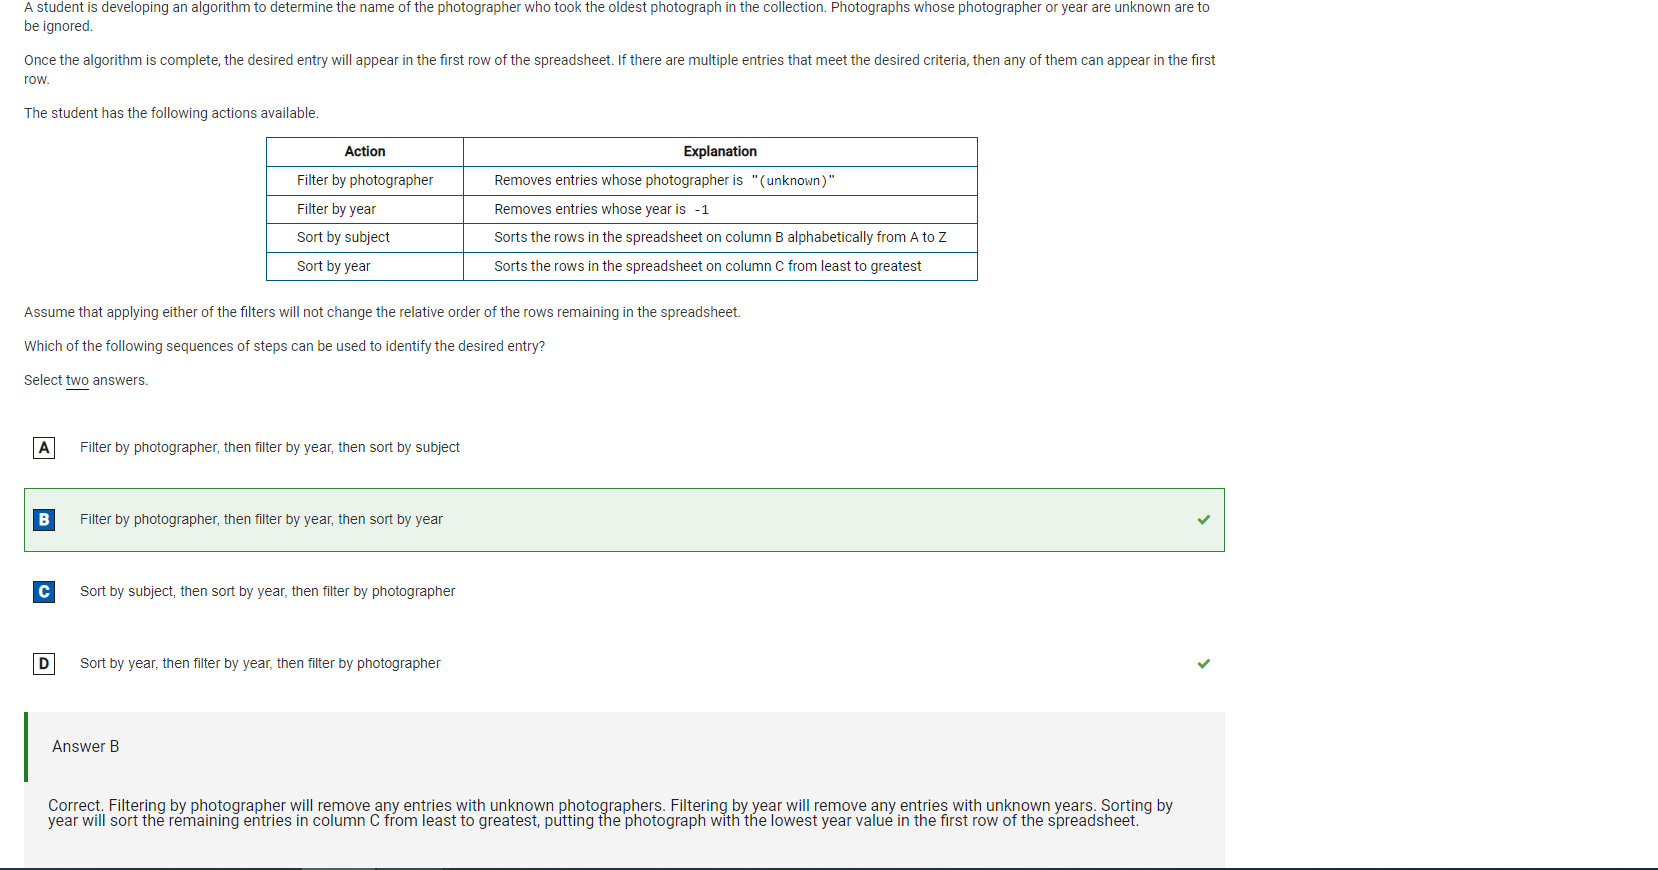 A student is developing an algorithm to determine the name of the photographer who took the oldest photograph in the collection. Photographs whose photographer or year are unknown are to
be ignored.
Once the algorithm is complete, the desired entry will appear in the first row of the spreadsheet. If there are multiple entries that meet the desired criteria, then any of them can appear in the first
row.
The student has the following actions available.
Action Explanation
Filter by photographer Removes entries whose photographer is "(unknown)"
Filter by year Removes entries whose year is -1
Sort by subject Sorts the rows in the spreadsheet on column B alphabetically from A to Z
Sort by year Sorts the rows in the spreadsheet on column C from least to greatest
Assume that applying either of the filters will not change the relative order of the rows remaining in the spreadsheet.
Which of the following sequences of steps can be used to identify the desired entry?
Select two answers.
A Filter by photographer, then filter by year, then sort by subject
B Filter by photographer, then filter by year, then sort by year
C Sort by subject, then sort by year, then filter by photographer
D Sort by year, then filter by year, then filter by photographer
Answer B
Correct. Filtering by photographer will remove any entries with unknown photographers. Filtering by year will remove any entries with unknown years. Sorting by
year will sort the remaining entries in column C from least to greatest, putting the photograph with the lowest year value in the first row of the spreadsheet.